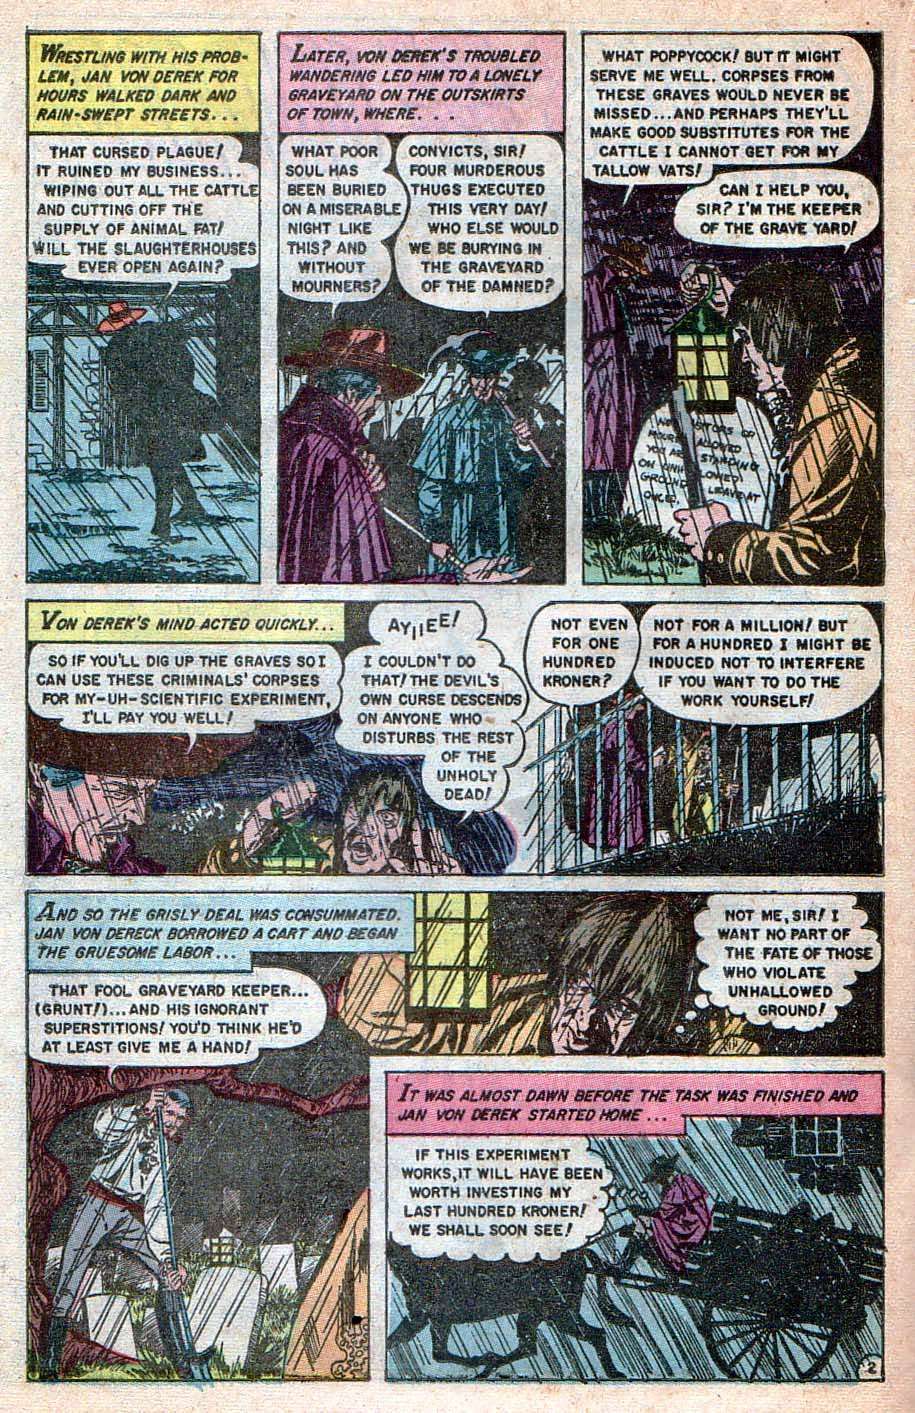 WRESTLING WITH HIS PROB-
LEM, JAN VON DEREK FOR
HOURS WALKED DARK AND
RAIN-SWEPT STREETS...
THAT CURSED PLAGUE!
IT RUINED MY BUSINESS...
WIPING OUT ALL THE CATTLE
AND CUTTING OFF THE
SUPPLY OF ANIMAL FAT!
WILL THE SLAUGHTERHOUSES
EVER OPEN AGAIN?
LATER, VON DEREK'S TROUBLED
WANDERING LED HIM TO A LONELY
GRAVEYARD ON THE OUTSKIRTS
OF TOWN, WHERE...
WHAT POOR
SOUL HAS
BEEN BURIED
ON A MISERABLE
NIGHT LIKE
THIS? AND
WITHOUT
MOURNERS?
CONVICTS, SIR!
FOUR MURDEROUS
THUGS EXECUTED
THIS VERY DAY!
WHO ELSE WOULD
WE BE BURYING IN
THE GRAVEYARD
OF THE DAMNED?
WHAT POPPYCOCK! BUT IT MIGHT
SERVE ME WELL. CORPSES FROM
THESE GRAVES WOULD NEVER BE
MISSED...AND PERHAPS THEY'LL
MAKE GOOD SUBSTITUTES FOR THE
CATTLE I CANNOT GET FOR MY
TALLOW VATS!
CAN I HELP YOU,
SIR? I'M THE KEEPER
OF THE GRAVE YARD!
OR
ALLOWED
YOU STANDING
ON
GROUND
LEAVE AT
VON DEREK'S MIND ACTED QUICKLY...
SO IF YOU'LL DIG UP THE GRAVES SO I
CAN USE THESE CRIMINALS' CORPSES
FOR MY-UH-SCIENTIFIC EXPERIMENT,
I'LL PAY YOU WELL!
AYIIEE!
I COULDN'T DO
THAT! THE DEVIL'S
OWN CURSE DESCENDS
ON ANYONE WHO
DISTURBS THE REST
OF THE
UNHOLY
DEAD!
NOT EVEN
FOR ONE
HUNDRED
KRONER?
NOT FOR A MILLION! BUT
FOR A HUNDRED I MIGHT BE
INDUCED NOT TO INTERFERE
IF YOU WANT TO DO THE
WORK YOURSELF!
AND SO THE GRISLY DEAL WAS CONSUMMATED.
JAN VON DERECK BORROWED A CART AND BEGAN
THE GRUESOME LABOR...
THAT FOOL GRAVEYARD KEEPER...
(GRUNT!)...AND HIS IGNORANT
SUPERSTITIONS! YOU'D THINK HE'D
AT LEAST GIVE ME A HAND!
NOT ME, SIR! I
WANT NO PART OF
THE FATE OF THOSE
WHO VIOLATE
UNHALLOWED
GROUND!
IT WAS ALMOST DAWN BEFORE THE TASK WAS FINISHED AND
JAN VON DEREK STARTED HOME...
IF THIS EXPERIMENT
WORKS, IT WILL HAVE BEEN
WORTH INVESTING MY
LAST HUNDRED KRONER!
WE SHALL SOON SEE!
2